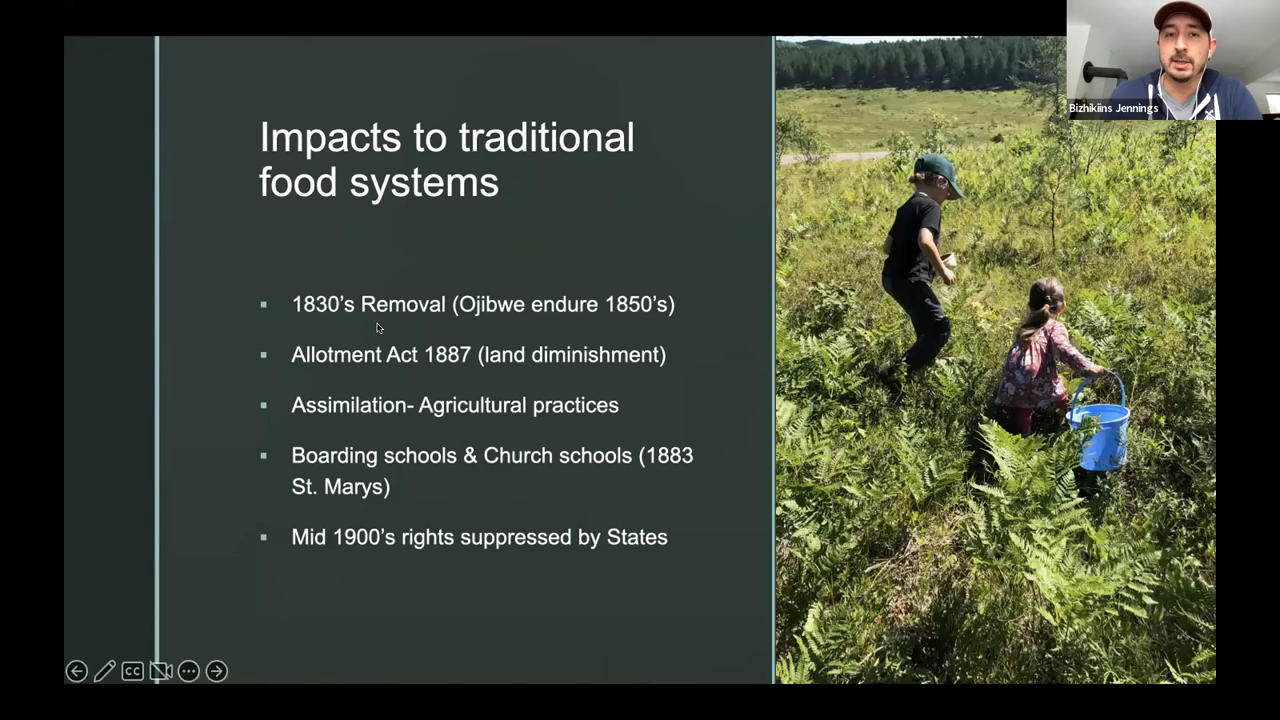 Impacts to traditional
food systems
1830’s Removal (Ojibwe endure 1850’s)
Allotment Act 1887 (land diminishment)
Assimilation- Agricultural practices
Boarding schools & Church schools (1883
St. Marys)
Mid 1900’s rights suppressed by States
CC
Bizhikiins Jennings